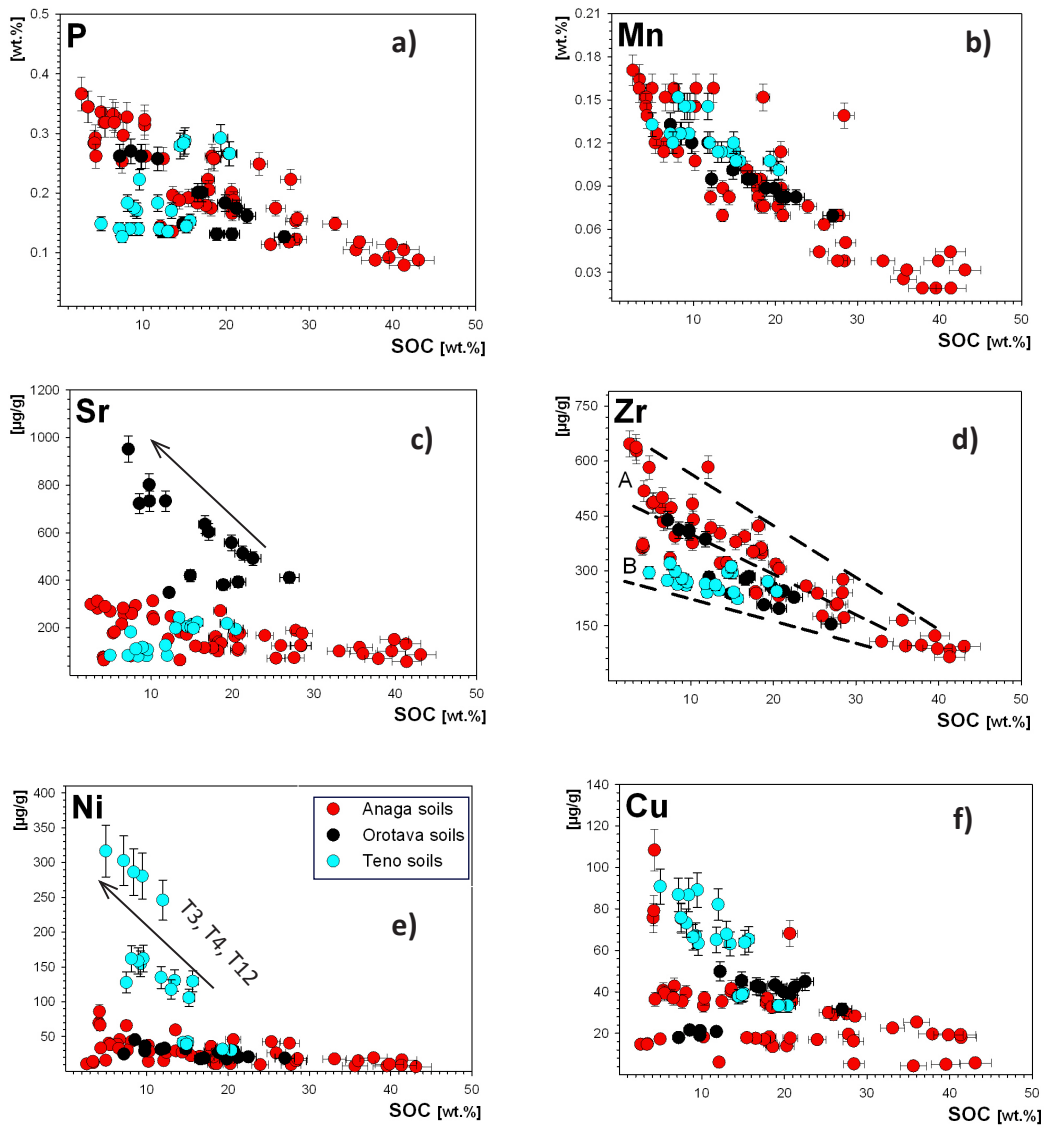 P
a)
[wt.%]
0.5
0.4
0.3
0.2
0.1
10
20
30
40
50
SOC [wt.%]
Mn
b)
[wt.%]
0.21
0.18
0.15
0.12
0.09
0.06
0.03
10
20
30
40
50
SOC [wt.%]
Sr
c)
[µg/g]
1200
1000
800
600
400
200
10
20
30
40
50
SOC [wt.%]
Zr
d)
[µg/g]
750
600
450
300
150
A
B
10
20
30
40
50
SOC [wt.%]
Ni
e)
[µg/g]
400
350
300
250
200
150
100
50
Anaga soils
Orotava soils
Teno soils
T3, T4, T12
10
20
30
40
50
SOC [wt.%]
Cu
f)
[µg/g]
140
120
100
80
60
40
20
10
20
30
40
50
SOC [wt.%]